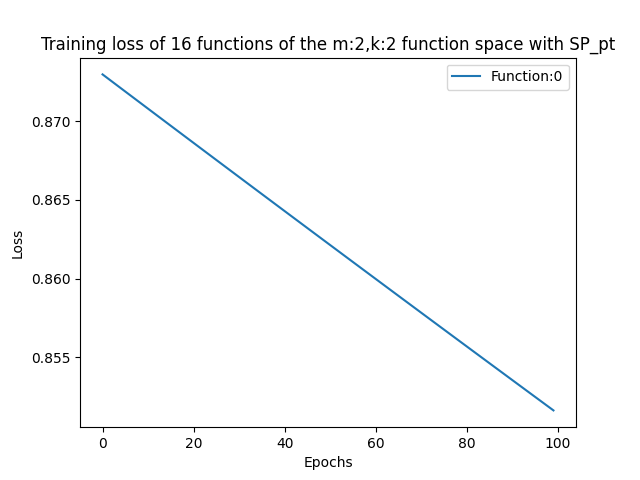 Training loss of 16 functions of the m:2,k:2 function space with SP_pt
Function:0
0.870
0.865
0.860
0.855
Loss
0 20 40 60 80 100
Epochs